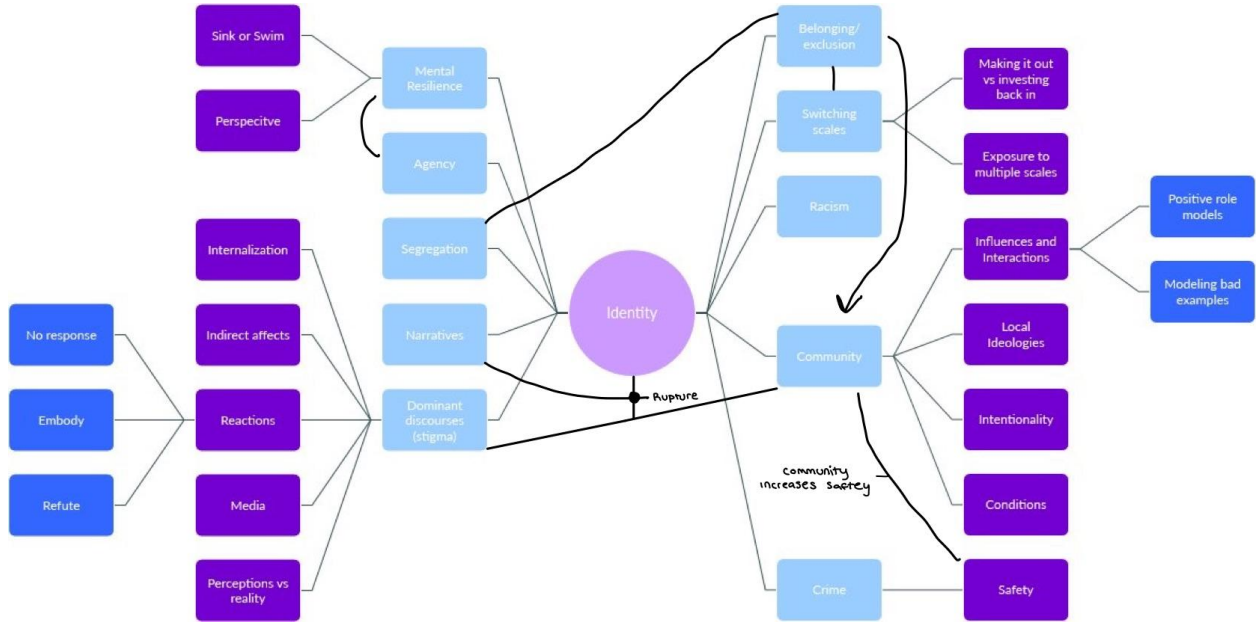 Sink or Swim
Perspecitve
Mental
Resilience
Agency
Segregation
Narratives
Dominant
discourses
(stigma)
Internalization
Indirect affects
Reactions
Media
Perceptions vs
reality
No response
Embody
Refute
Identity
Rupture
Belonging/
exclusion
Switching
scales
Racism
Community
Crime
community
increases saftey
Making it out
vs investing
back in
Exposure to
multiple scales
Influences and
Interactions
Local
Ideologies
Intentionality
Conditions
Safety
Positive role
models
Modeling bad
examples